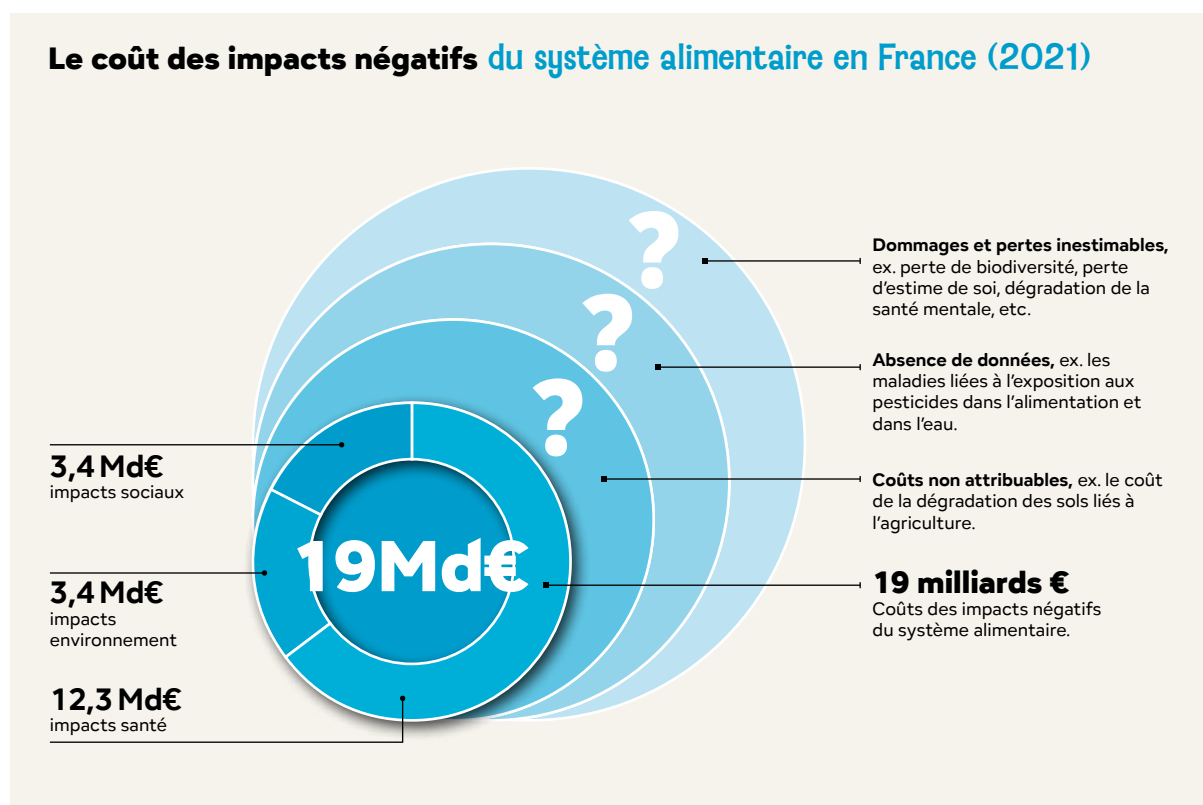 Le coût des impacts négatifs du système alimentaire en France (2021)
?
?
?
Dommages et pertes inestimables,
ex. perte de biodiversité, perte
d'estime de soi, dégradation de la
santé mentale, etc.
Absence de données, ex. les
maladies liées à l'exposition aux
pesticides dans l'alimentation et
dans l'eau.
Coûts non attribuables, ex. le coût
de la dégradation des sols liés à
l'agriculture.
19 milliards €
Coûts des impacts négatifs
du système alimentaire.
3,4 Md€
impacts sociaux
3,4 Md€
impacts
environnement
12,3 Md€
impacts santé
19Md€